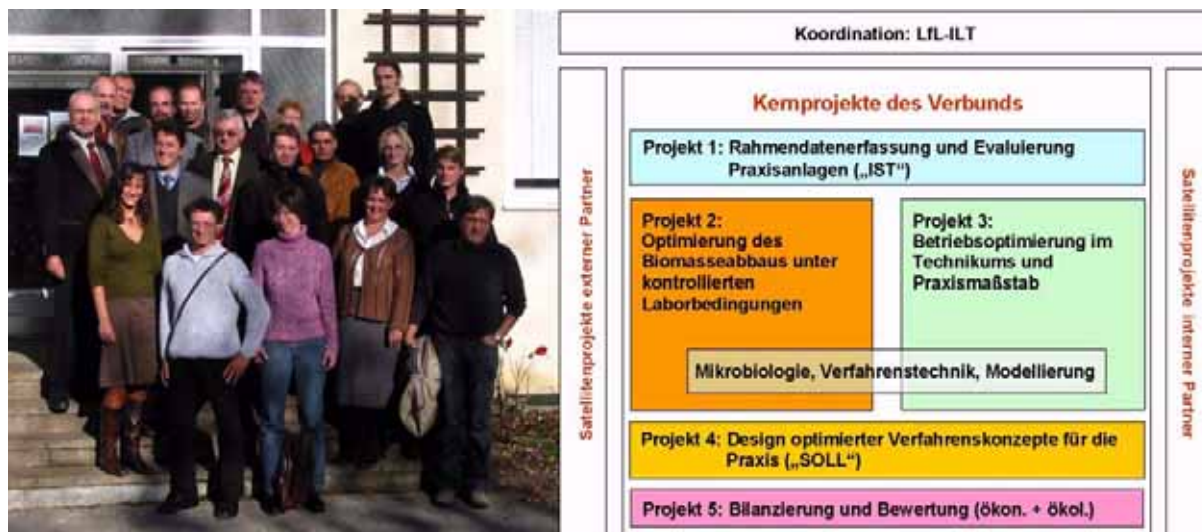 Koordination: LfL-ILT
Satellitenprojekte externer Partner
Kernprojekte des Verbunds
Projekt 1: Rahmendatenerfassung und Evaluierung
Praxisanlagen („IST")
Projekt 2:
Optimierung des
Biomasseabbaus unter
kontrollierten
Laborbedingungen
Projekt 3:
Betriebsoptimierung im
Technikums und
Praxismaßstab
Mikrobiologie, Verfahrenstechnik, Modellierung
Projekt 4: Design optimierter Verfahrenskonzepte für die
Praxis („SOLL")
Projekt 5: Bilanzierung und Bewertung (ökon. + ökol.)
Satellitenprojekte interner Partner